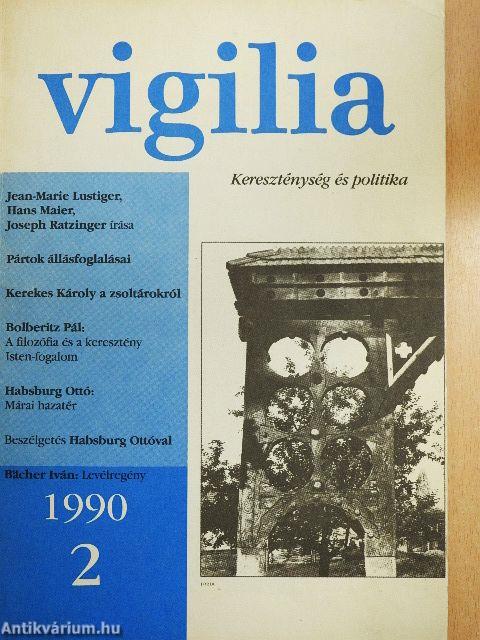 vigilia
Kereszténység és politika
Jean-Marie Lustiger,
Hans Maier,
Joseph Ratzinger írása
Pártok állásfoglalásai
Kerekes Károly a zsoltárokról
Bolberitz Pál:
A filozófia és a keresztény
Isten-fogalom
Habsburg Ottó:
Márai hazatér
Beszélgetés Habsburg Ottóval
Bächer Iván: Levélregény
1990
2
Antikvárium.hu